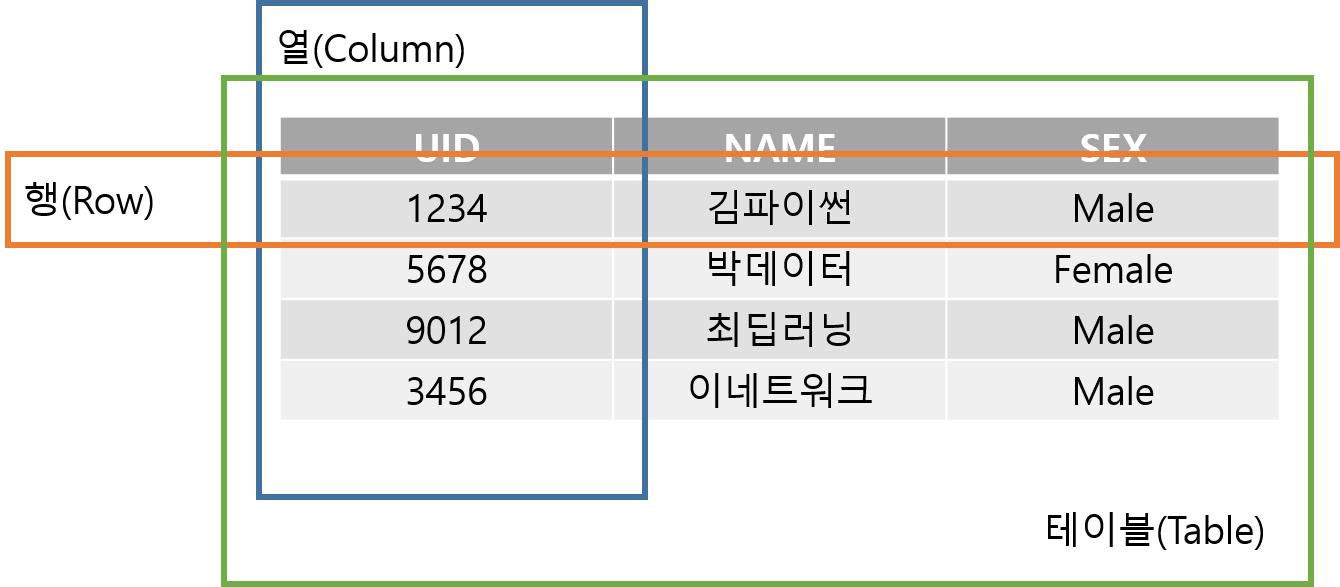 열(Column)
UID NAME SEX
행(Row)
1234 김파이썬 Male
5678 박데이터 Female
9012 최딥러닝 Male
3456 이네트워크 Male
테이블(Table)